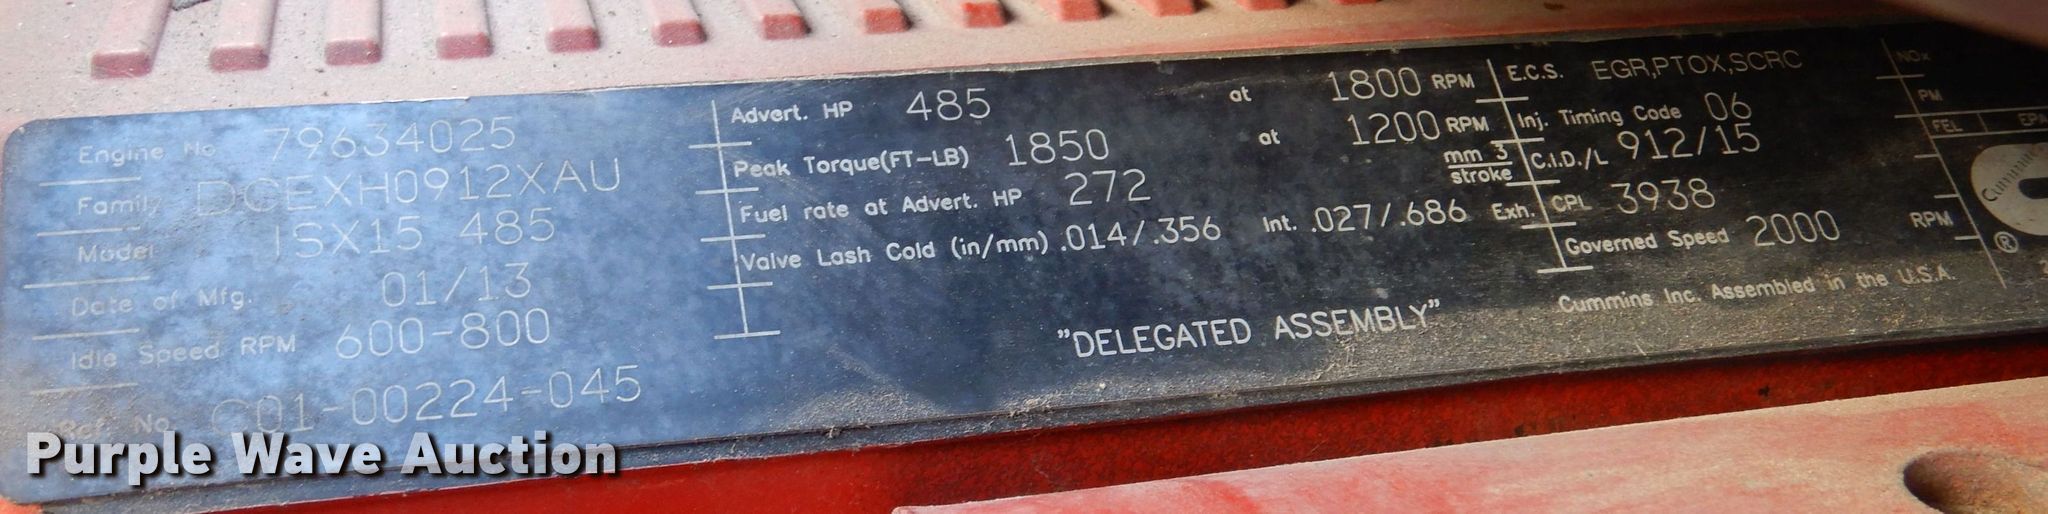 Engine No 79634025
Family DCEXH0912XAU
Model ISX15 485
Date of Mfg. 01/13
Idle Speed RPM 600-800
Ref. No. G01-00224-045
Advert. HP 485 at 1800 RPM
Peak Torque(FT-LB) 1850 at 1200 RPM
Fuel rate at Advert. HP 272 mm 3 stroke
Valve Lash Cold (in/mm) .014/.356 Int. .027/.686 Exh.
"DELEGATED ASSEMBLY"
E.C.S. EGR,PTOX,SCRC
Inj. Timing Code 06
C.I.D./L 912/15
CPL 3938
Governed Speed 2000 RPM
Cummins Inc. Assembled in the U.S.A.
NOx
PM
FEL EPA
Cummins
®
Purple Wave Auction